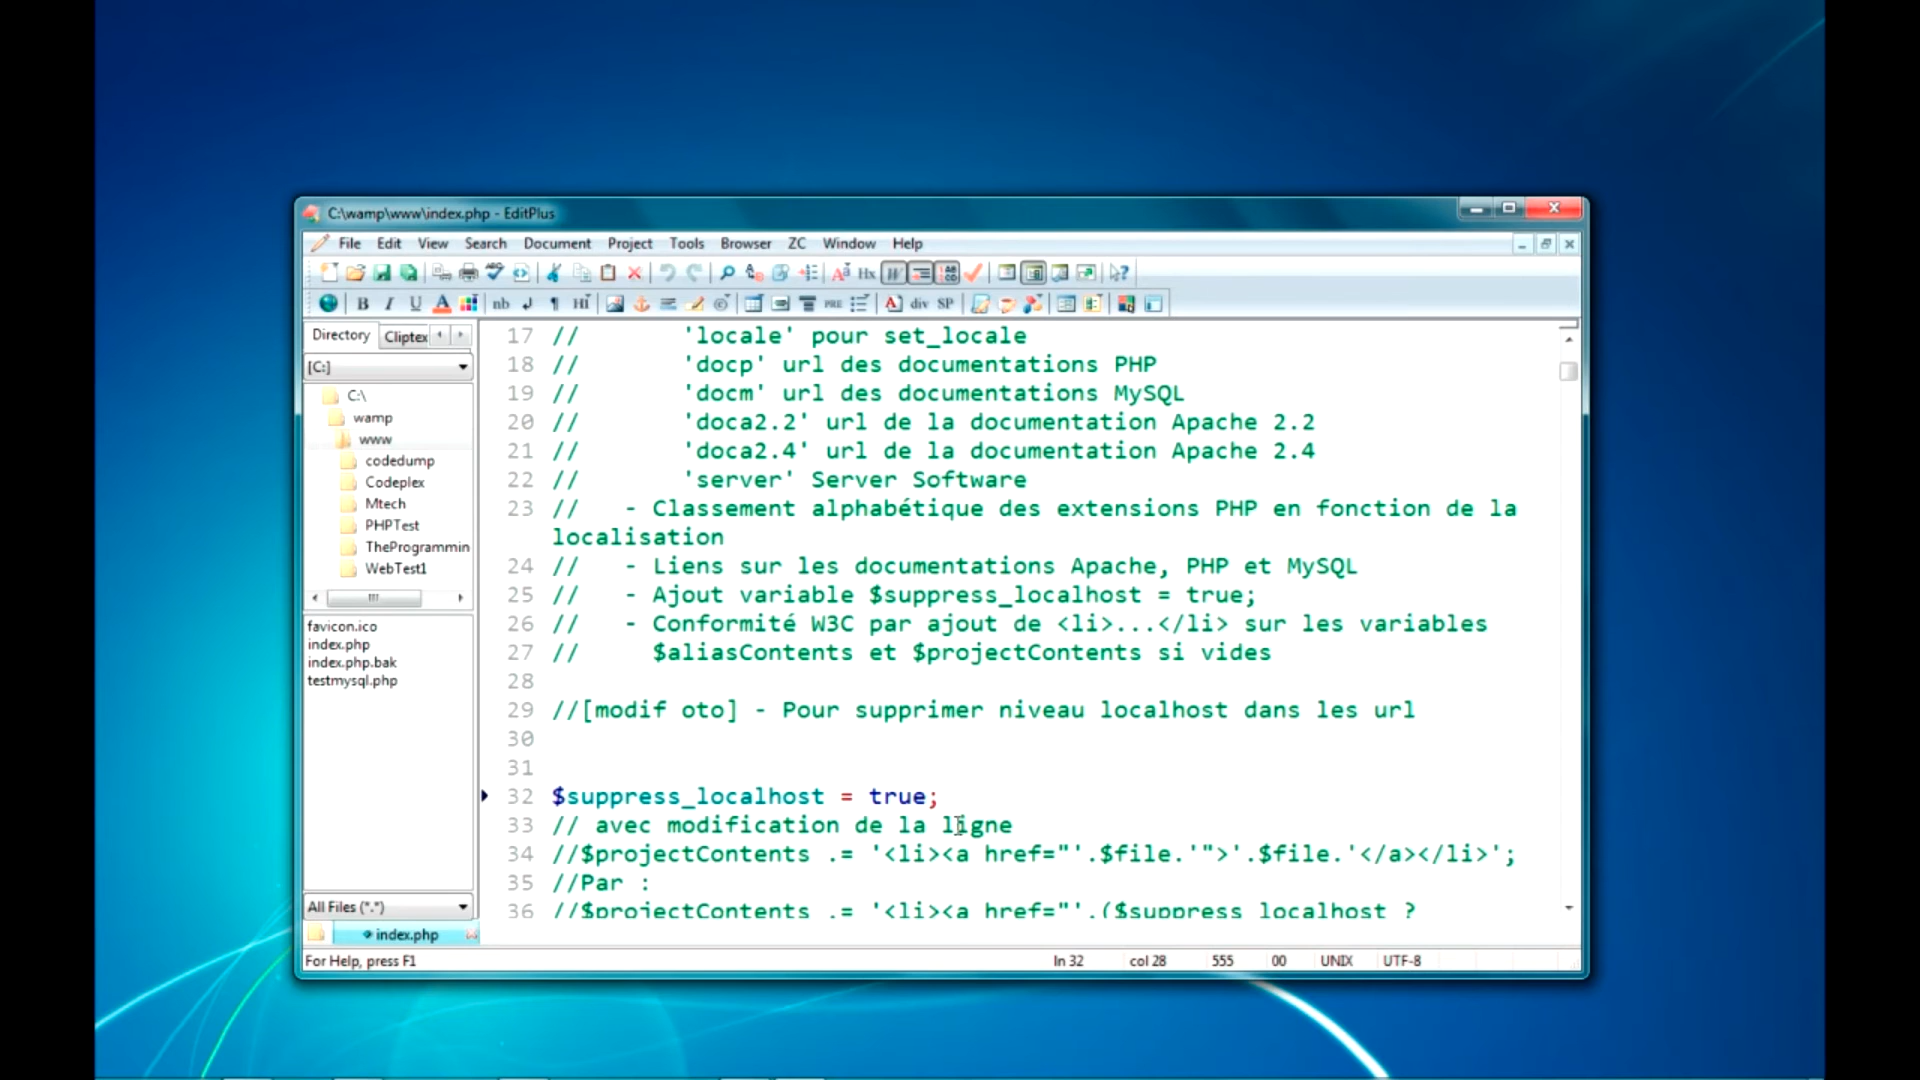 C:\wamp\www\index.php - EditPlus
File Edit View Search Document Project Tools Browser ZC Window Help
Hx W
B I U A nb ¶ HI PRE A div SP
Directory Cliptex
[C:]
C:\
wamp
www
codedump
Codeplex
Mtech
PHPTest
TheProgrammin
WebTest1
favicon.ico
index.php
index.php.bak
testmysql.php
All Files (*.*)
17 // 'locale' pour set_locale
18 // 'docp' url des documentations PHP
19 // 'docm' url des documentations MySQL
20 // 'doca2.2' url de la documentation Apache 2.2
21 // 'doca2.4' url de la documentation Apache 2.4
22 // 'server' Server Software
23 // - Classement alphabétique des extensions PHP en fonction de la
localisation
24 // - Liens sur les documentations Apache, PHP et MySQL
25 // - Ajout variable $suppress_localhost = true;
26 // - Conformité W3C par ajout de <li>...</li> sur les variables
27 // $aliasContents et $projectContents si vides
28
29 //[modif oto] - Pour supprimer niveau localhost dans les url
30
31
32 $suppress_localhost = true;
33 // avec modification de la ligne
34 //$projectContents .= '<li><a href="'.$file.'">'.$file.'</a></li>';
35 //Par :
36 //$projectContents .= '<li><a href="'.($suppress_localhost ?
index.php
For Help, press F1 ln 32 col 28 555 00 UNIX UTF-8